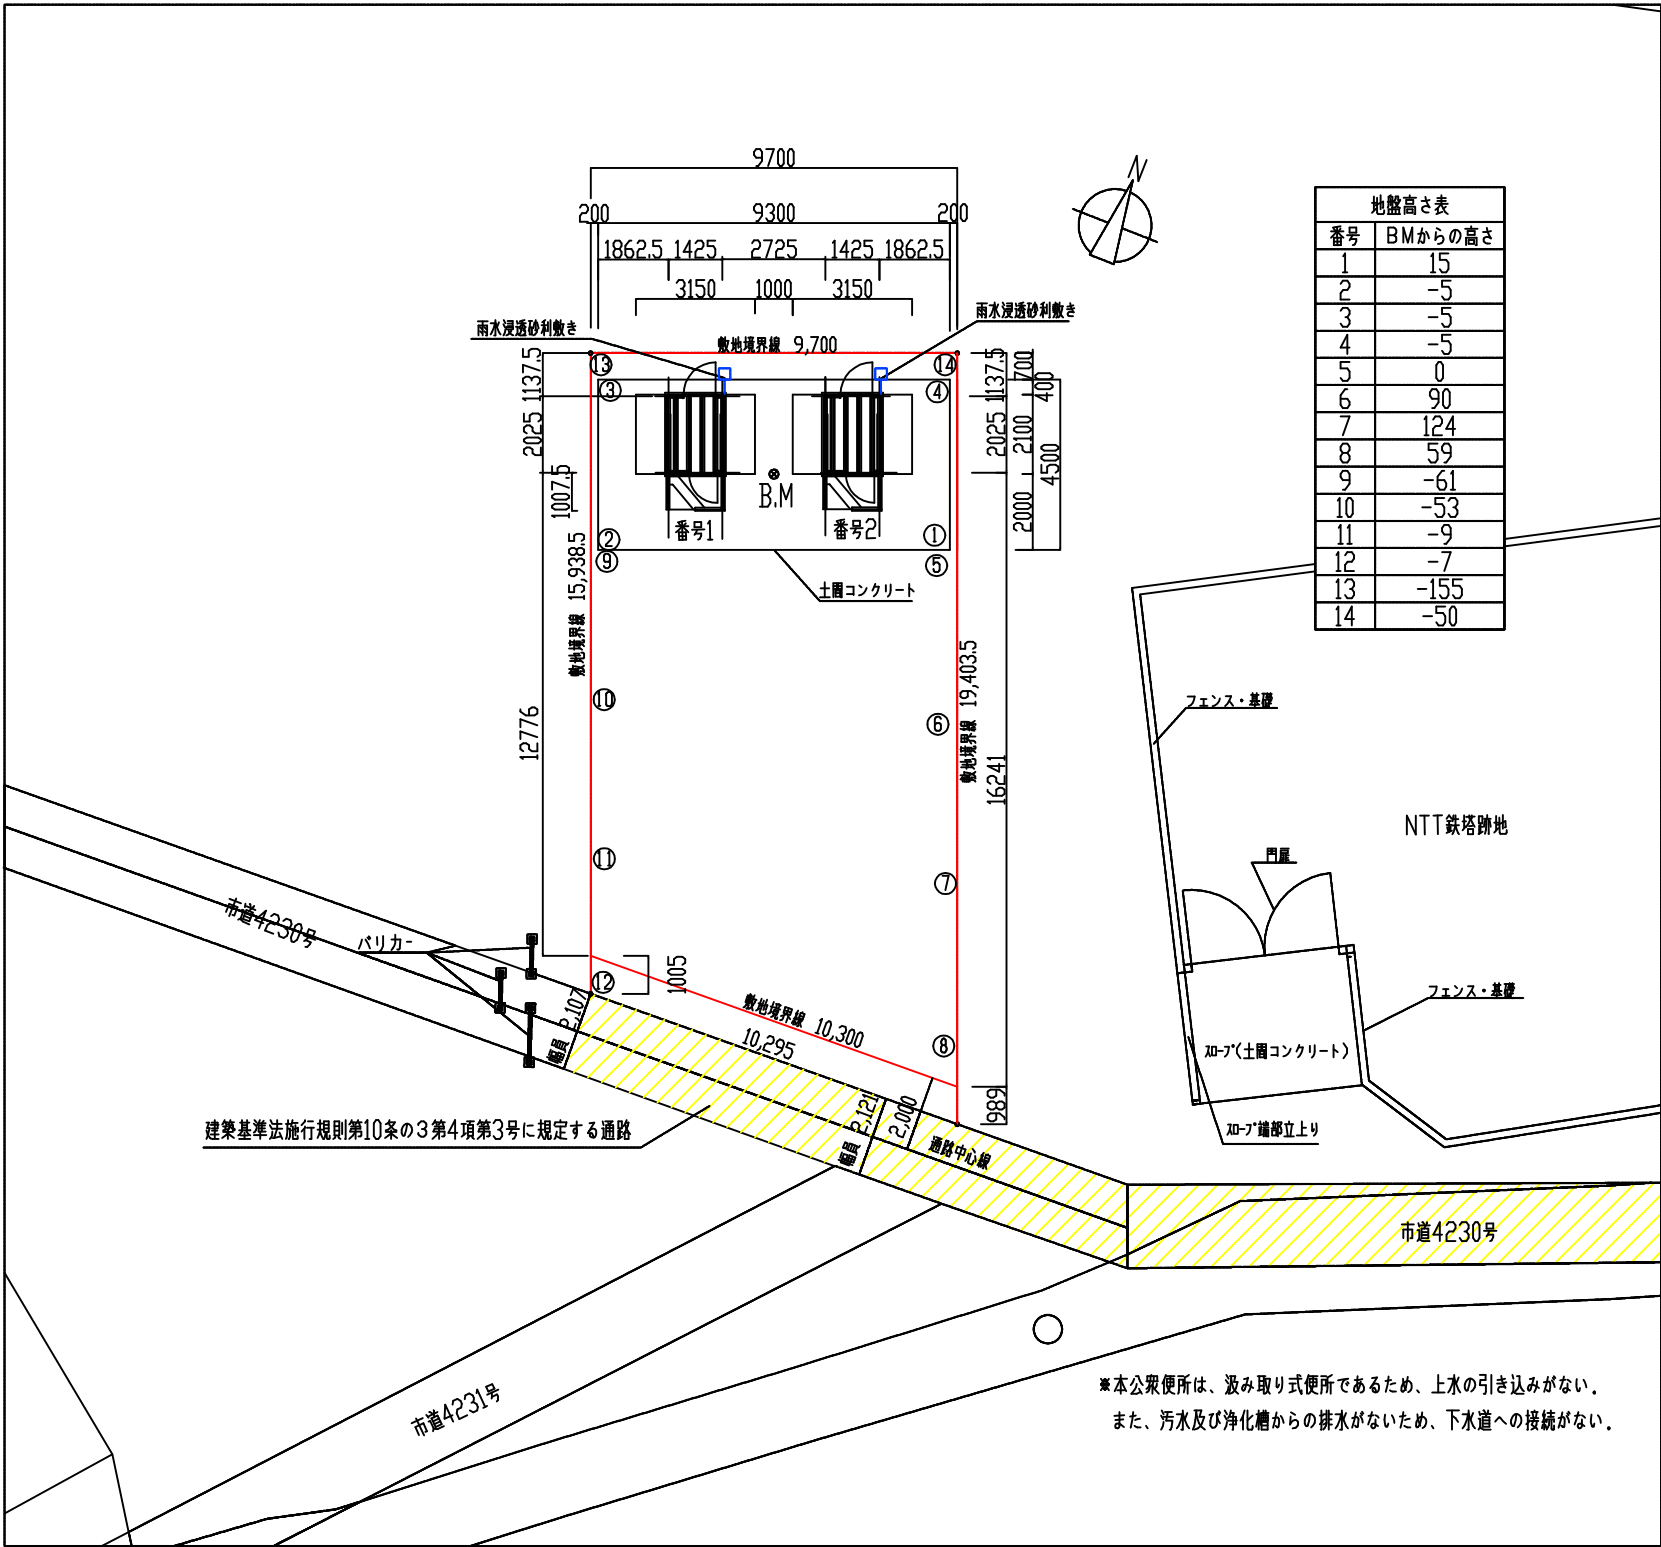 9700
200 9300 200
1862.5 1425 2725 1425 1862.5
3150 1000 3150
N
雨水浸透砂利敷き
雨水浸透砂利敷き
敷地境界線 9,700
13
14
3
4
1137.5
2025
1007.5
1137.5
2025
700
400
2100
4500
2000
B.M
番号1
番号2
2
1
9
5
土間コンクリート
敷地境界線 15,938.5
敷地境界線 19,403.5
12776
16241
10
6
11
7
12
8
1005
989
敷地境界線 10,300
10,295
幅員 2,107
幅員 2,121
2,000
通路中心線
バリカー
市道4230号
市道4230号
市道4231号
建築基準法施行規則第10条の3第4項第3号に規定する通路
地盤高さ表
番号 BMからの高さ
1 15
2 -5
3 -5
4 -5
5 0
6 90
7 124
8 59
9 -61
10 -53
11 -9
12 -7
13 -155
14 -50
フェンス・基礎
NTT鉄塔跡地
門扉
フェンス・基礎
スロープ(土間コンクリート)
スロープ端部立上り
※本公衆便所は、汲み取り式便所であるため、上水の引き込みがない.
また、汚水及び浄化槽からの排水がないため、下水道への接続がない.